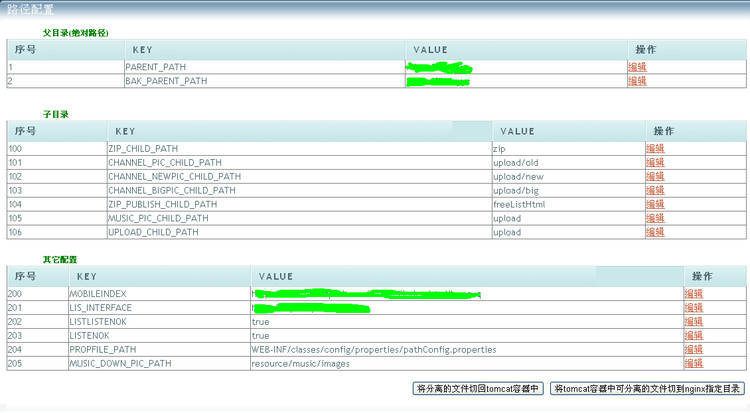 路径配置
父目录(绝对路径)
序号 KEY VALUE 操作
1 PARENT_PATH 编辑
2 BAK_PARENT_PATH 编辑
子目录
序号 KEY VALUE 操作
100 ZIP_CHILD_PATH zip 编辑
101 CHANNEL_PIC_CHILD_PATH upload/old 编辑
102 CHANNEL_NEWPIC_CHILD_PATH upload/new 编辑
103 CHANNEL_BIGPIC_CHILD_PATH upload/big 编辑
104 ZIP_PUBLISH_CHILD_PATH freeListHtml 编辑
105 MUSIC_PIC_CHILD_PATH upload 编辑
106 UPLOAD_CHILD_PATH upload 编辑
其它配置
序号 KEY VALUE 操作
200 MOBILEINDEX 编辑
201 LIS_INTERFACE 编辑
202 LISTLISTENOK true 编辑
203 LISTENOK true 编辑
204 PROPFILE_PATH WEB-INF/classes/config/properties/pathConfig.properties 编辑
205 MUSIC_DOWN_PIC_PATH resource/music/images 编辑
将分离的文件切回tomcat容器中 将tomcat容器中可分离的文件切到nginx指定目录